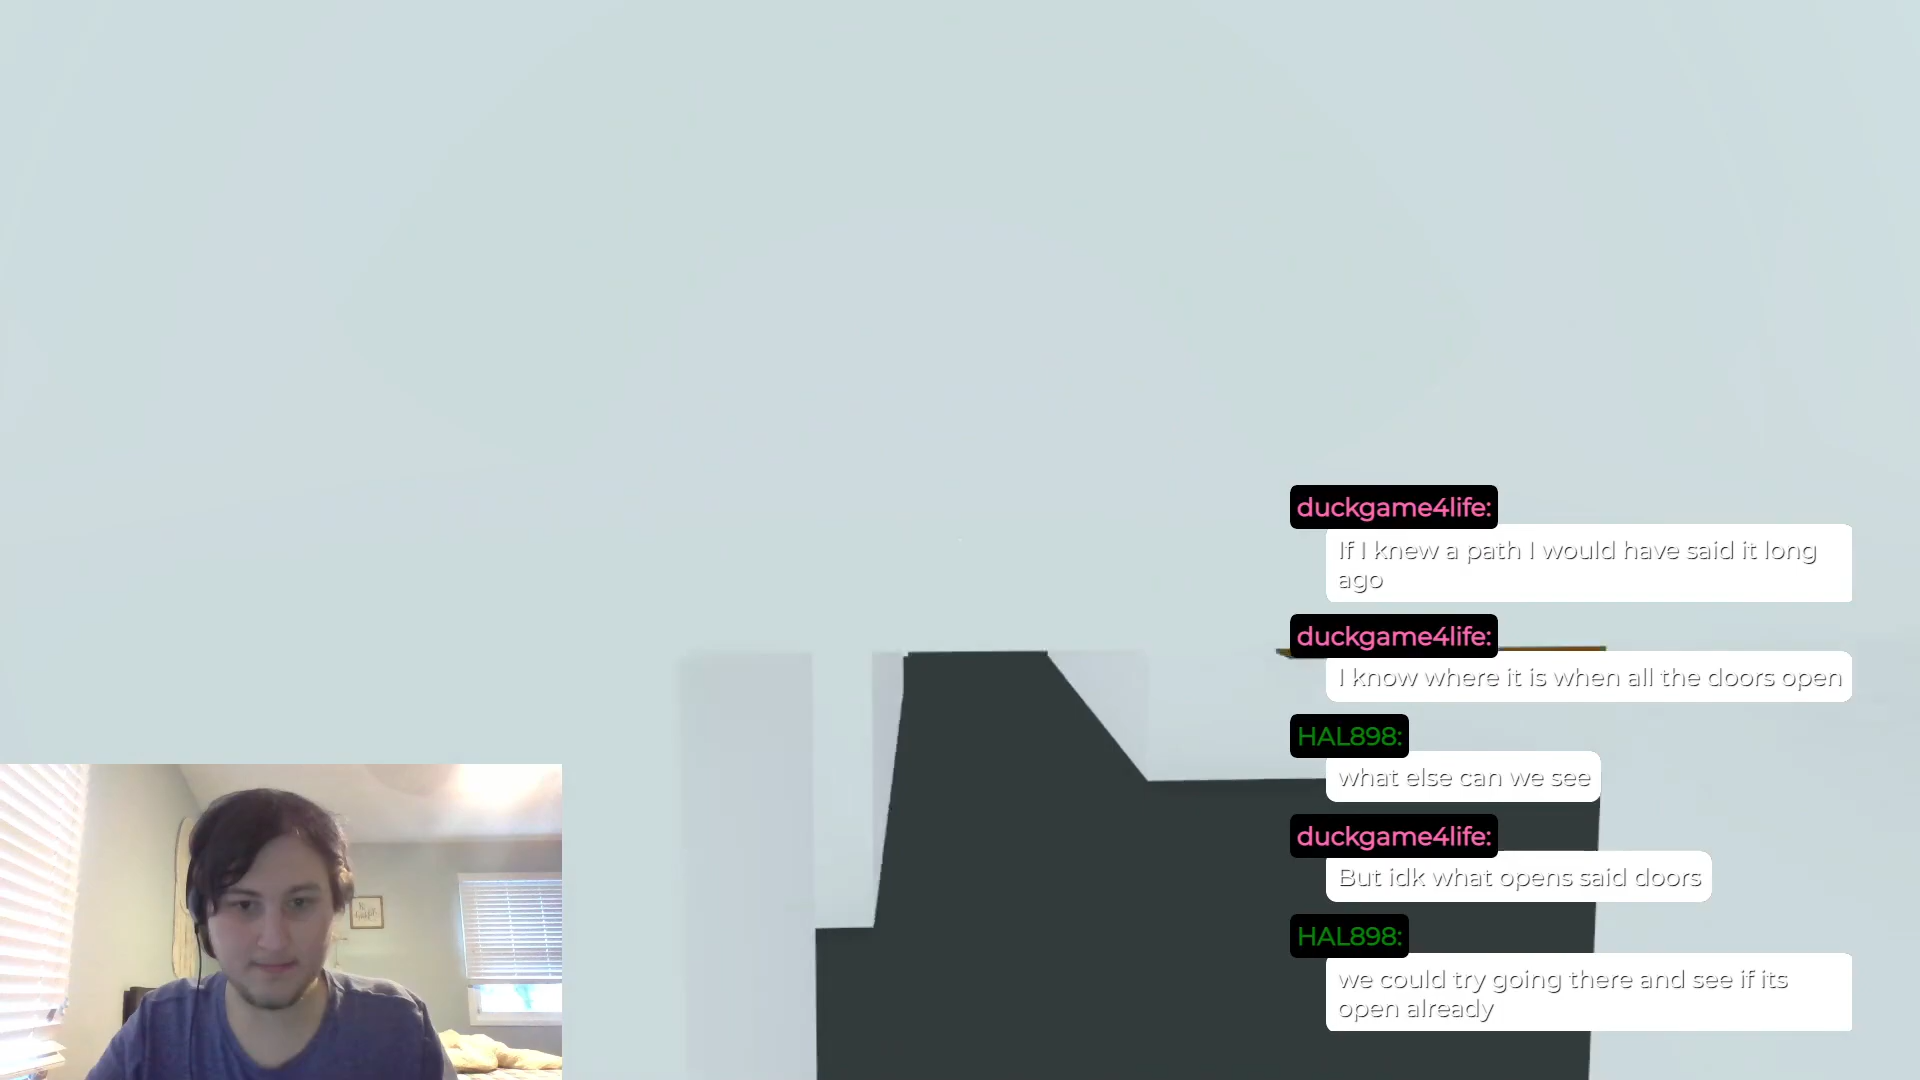 duckgame4life:
If I knew a path I would have said it long
ago
duckgame4life:
I know where it is when all the doors open
HAL898:
what else can we see
duckgame4life:
But idk what opens said doors
HAL898:
we could try going there and see if its
open already